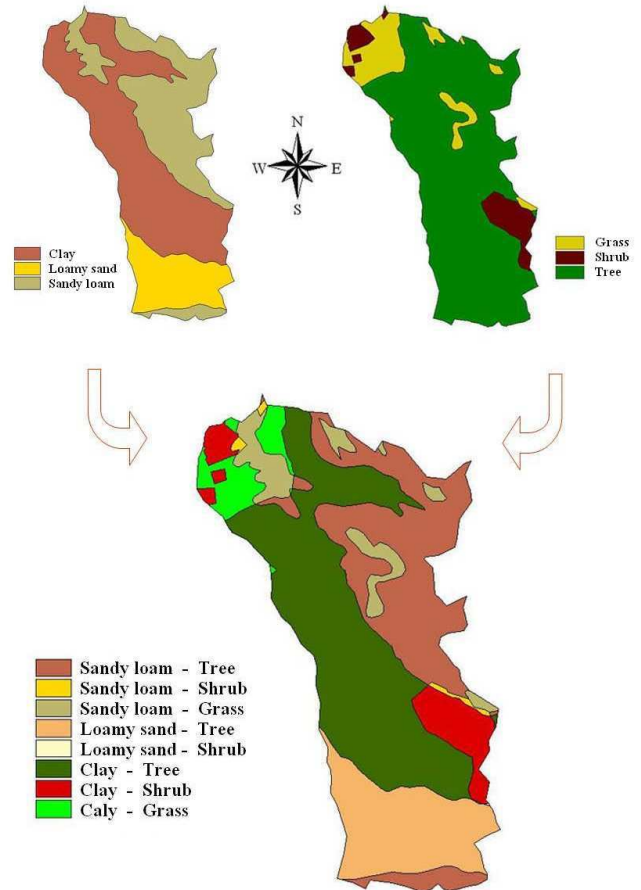 N
W E
S
Clay
Loamy sand
Sandy loam
Grass
Shrub
Tree
Sandy loam - Tree
Sandy loam - Shrub
Sandy loam - Grass
Loamy sand - Tree
Loamy sand - Shrub
Clay - Tree
Clay - Shrub
Caly - Grass